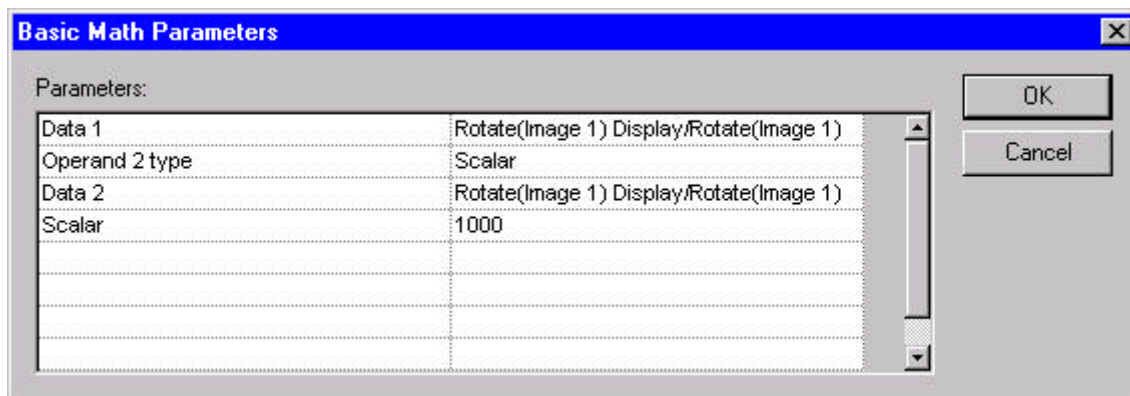 Basic Math Parameters
Parameters:
Data 1 Rotate(Image 1) Display/Rotate(Image 1)
Operand 2 type Scalar
Data 2 Rotate(Image 1) Display/Rotate(Image 1)
Scalar 1000
OK
Cancel